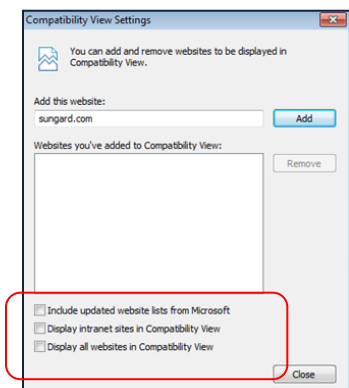 Compatibility View Settings
You can add and remove websites to be displayed in
Compatibility View.
Add this website:
sungard.com
Add
Websites you've added to Compatibility View:
Remove
Include updated website lists from Microsoft
Display intranet sites in Compatibility View
Display all websites in Compatibility View
Close